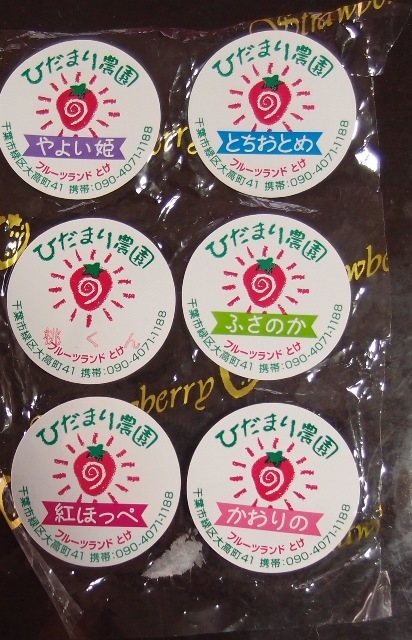 ひだまり農園
やよい姫
フルーツランド とけ
千葉市緑区大高町41 携帯:090-4071-1188
ひだまり農園
とちおとめ
フルーツランド とけ
千葉市緑区大高町41 携帯:090-4071-1188
ひだまり農園
桃くん
フルーツランド とけ
千葉市緑区大高町41 携帯:090-4071-1188
ひだまり農園
ふさのか
フルーツランド とけ
千葉市緑区大高町41 携帯:090-4071-1188
ひだまり農園
紅ほっぺ
フルーツランド とけ
千葉市緑区大高町41 携帯:090-4071-1188
ひだまり農園
かおりの
フルーツランド とけ
千葉市緑区大高町41 携帯:090-4071-1188
Strawbe
berry